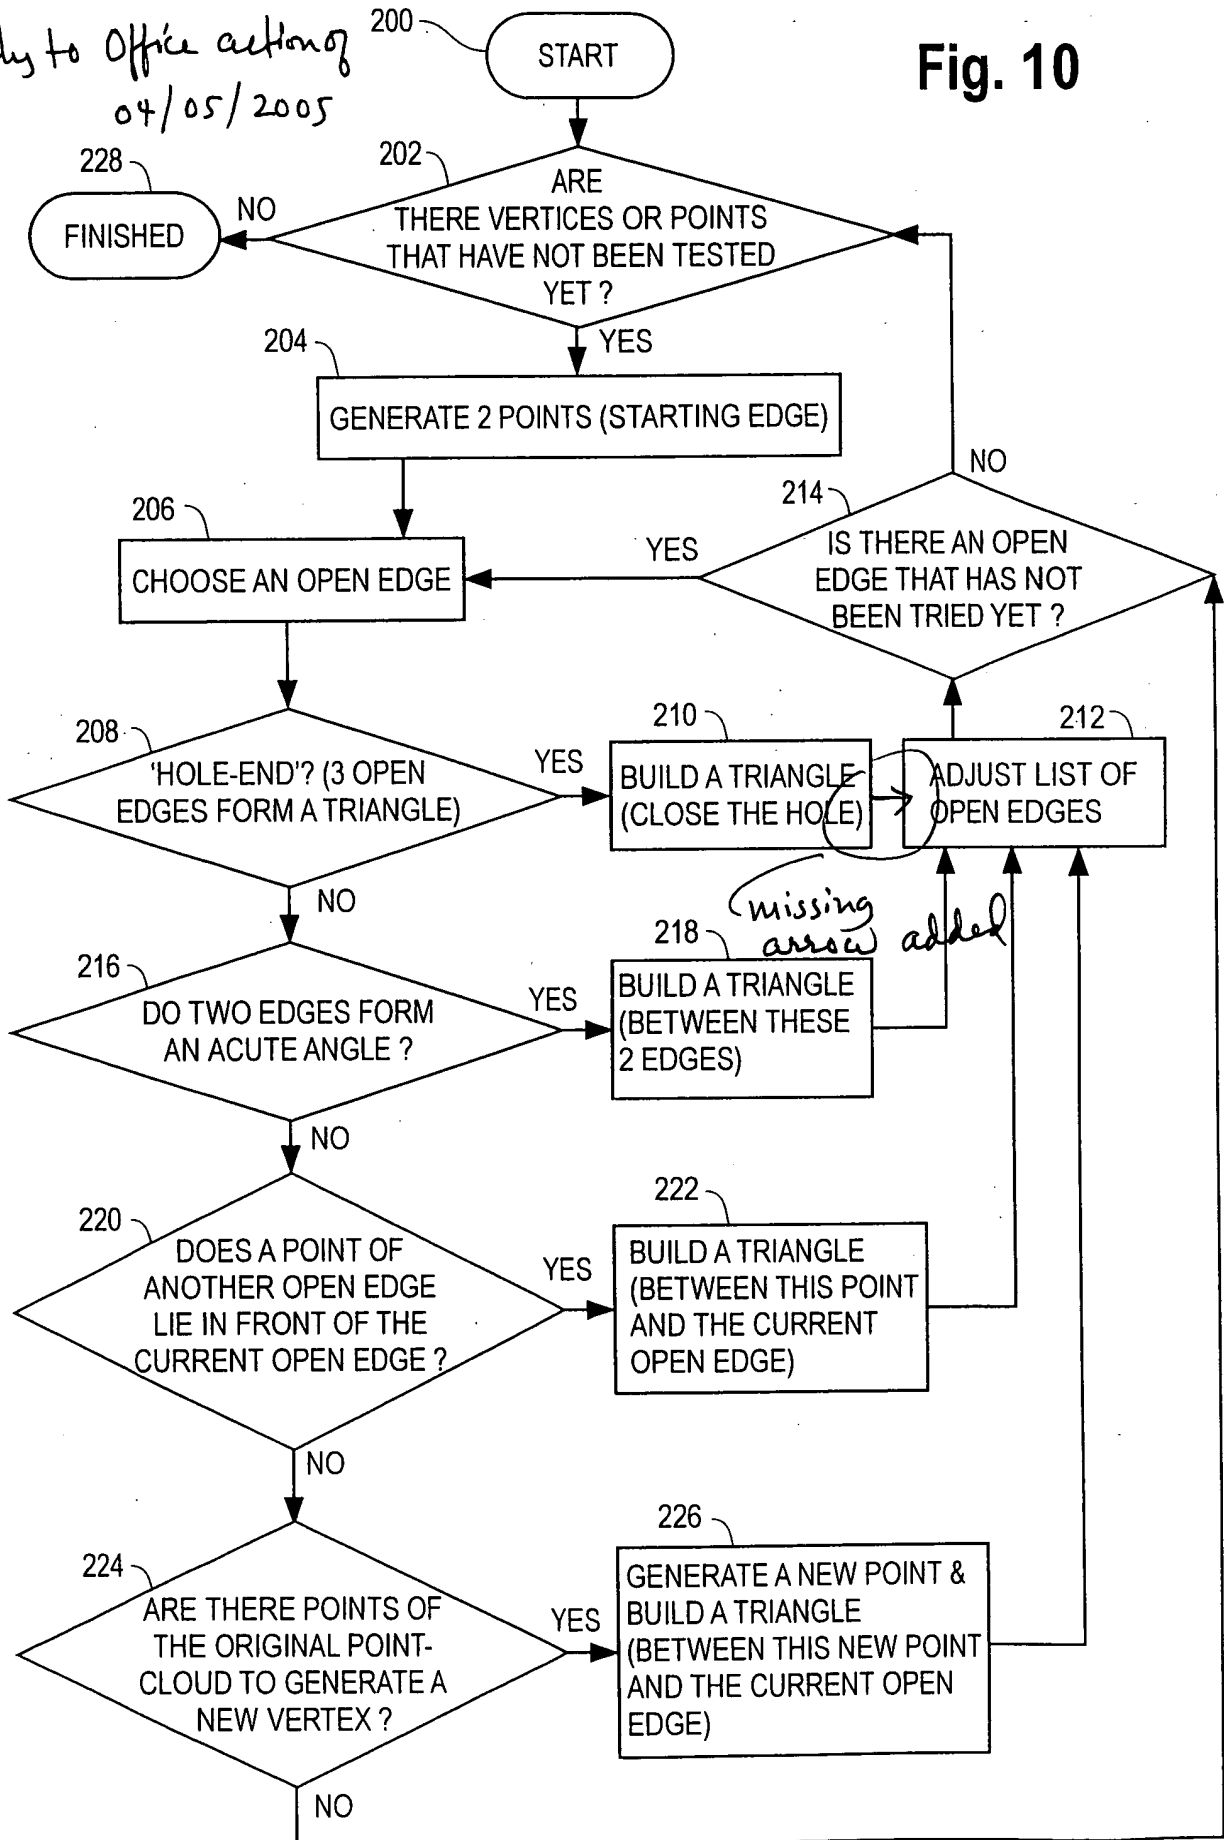 ly to Office action of
04/05/2005
Fig. 10
200
START
228
FINISHED
NO
202
ARE
THERE VERTICES OR POINTS
THAT HAVE NOT BEEN TESTED
YET ?
YES
204
GENERATE 2 POINTS (STARTING EDGE)
206
CHOOSE AN OPEN EDGE
YES
214
NO
IS THERE AN OPEN
EDGE THAT HAS NOT
BEEN TRIED YET ?
208
'HOLE-END'? (3 OPEN
EDGES FORM A TRIANGLE)
YES
210
BUILD A TRIANGLE
(CLOSE THE HOLE)
212
ADJUST LIST OF
OPEN EDGES
missing
arrow added
NO
216
DO TWO EDGES FORM
AN ACUTE ANGLE ?
YES
218
BUILD A TRIANGLE
(BETWEEN THESE
2 EDGES)
NO
220
DOES A POINT OF
ANOTHER OPEN EDGE
LIE IN FRONT OF THE
CURRENT OPEN EDGE ?
YES
222
BUILD A TRIANGLE
(BETWEEN THIS POINT
AND THE CURRENT
OPEN EDGE)
NO
224
ARE THERE POINTS OF
THE ORIGINAL POINT-
CLOUD TO GENERATE A
NEW VERTEX ?
YES
226
GENERATE A NEW POINT &
BUILD A TRIANGLE
(BETWEEN THIS NEW POINT
AND THE CURRENT OPEN
EDGE)
NO